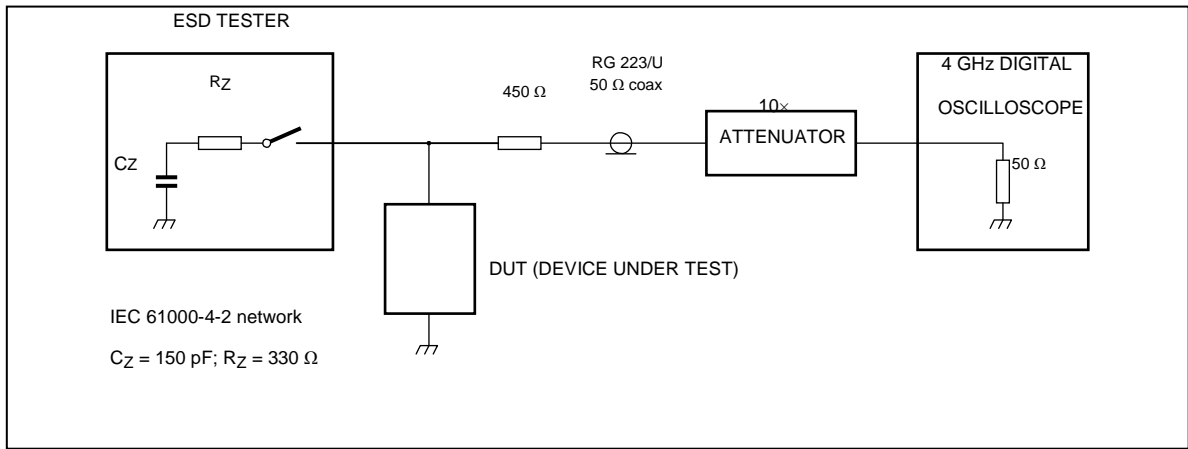 ESD TESTER
RZ
CZ
450 Ω
RG 223/U
50 Ω coax
10×
ATTENUATOR
4 GHz DIGITAL
OSCILLOSCOPE
50 Ω
DUT (DEVICE UNDER TEST)
IEC 61000-4-2 network
CZ = 150 pF; RZ = 330 Ω